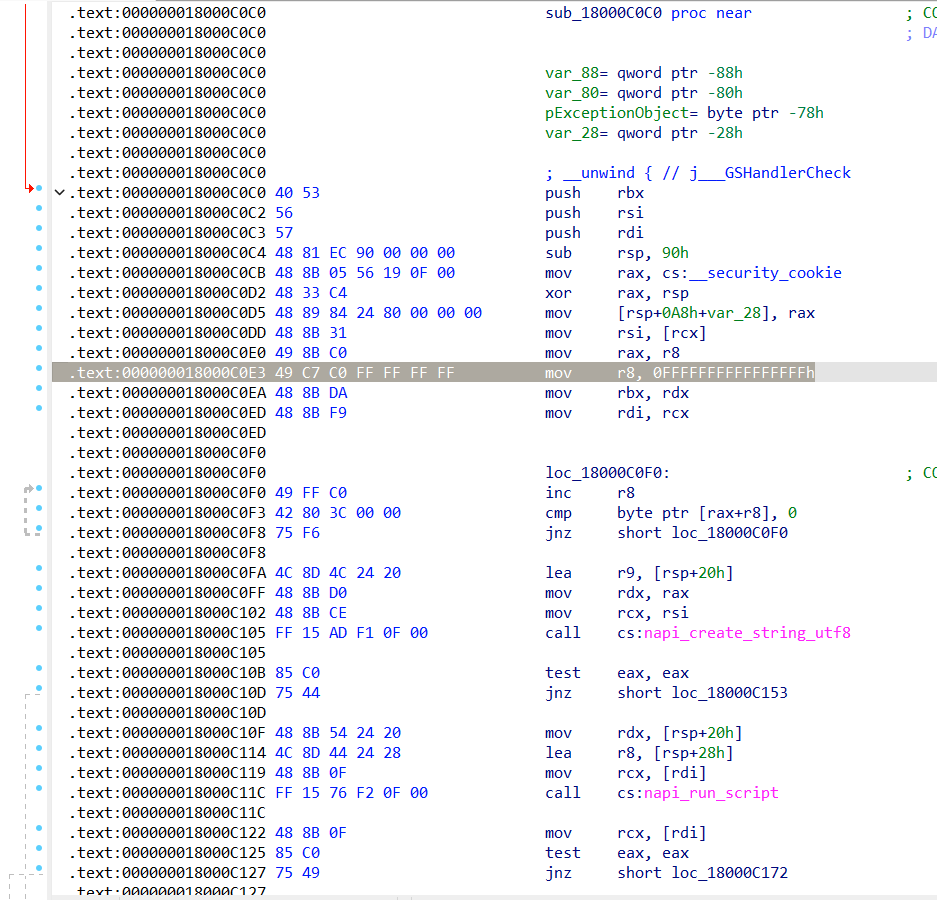 .text:000000018000C0C0 sub_18000C0C0 proc near ; CO
.text:000000018000C0C0 ; DA
.text:000000018000C0C0
.text:000000018000C0C0 var_88= qword ptr -88h
.text:000000018000C0C0 var_80= qword ptr -80h
.text:000000018000C0C0 pExceptionObject= byte ptr -78h
.text:000000018000C0C0 var_28= qword ptr -28h
.text:000000018000C0C0
.text:000000018000C0C0 ; __unwind { // j___GSHandlerCheck
.text:000000018000C0C0 40 53 push rbx
.text:000000018000C0C2 56 push rsi
.text:000000018000C0C3 57 push rdi
.text:000000018000C0C4 48 81 EC 90 00 00 00 sub rsp, 90h
.text:000000018000C0CB 48 8B 05 56 19 0F 00 mov rax, cs:__security_cookie
.text:000000018000C0D2 48 33 C4 xor rax, rsp
.text:000000018000C0D5 48 89 84 24 80 00 00 00 mov [rsp+0A8h+var_28], rax
.text:000000018000C0DD 48 8B 31 mov rsi, [rcx]
.text:000000018000C0E0 49 8B C0 mov rax, r8
.text:000000018000C0E3 49 C7 C0 FF FF FF FF mov r8, 0FFFFFFFFFFFFFFFFh
.text:000000018000C0EA 48 8B DA mov rbx, rdx
.text:000000018000C0ED 48 8B F9 mov rdi, rcx
.text:000000018000C0ED
.text:000000018000C0F0
.text:000000018000C0F0 loc_18000C0F0: ; CO
.text:000000018000C0F0 49 FF C0 inc r8
.text:000000018000C0F3 42 80 3C 00 00 cmp byte ptr [rax+r8], 0
.text:000000018000C0F8 75 F6 jnz short loc_18000C0F0
.text:000000018000C0F8
.text:000000018000C0FA 4C 8D 4C 24 20 lea r9, [rsp+20h]
.text:000000018000C0FF 48 8B D0 mov rdx, rax
.text:000000018000C102 48 8B CE mov rcx, rsi
.text:000000018000C105 FF 15 AD F1 0F 00 call cs:napi_create_string_utf8
.text:000000018000C105
.text:000000018000C10B 85 C0 test eax, eax
.text:000000018000C10D 75 44 jnz short loc_18000C153
.text:000000018000C10D
.text:000000018000C10F 48 8B 54 24 20 mov rdx, [rsp+20h]
.text:000000018000C114 4C 8D 44 24 28 lea r8, [rsp+28h]
.text:000000018000C119 48 8B 0F mov rcx, [rdi]
.text:000000018000C11C FF 15 76 F2 0F 00 call cs:napi_run_script
.text:000000018000C11C
.text:000000018000C122 48 8B 0F mov rcx, [rdi]
.text:000000018000C125 85 C0 test eax, eax
.text:000000018000C127 75 49 jnz short loc_18000C172
.text:000000018000C127